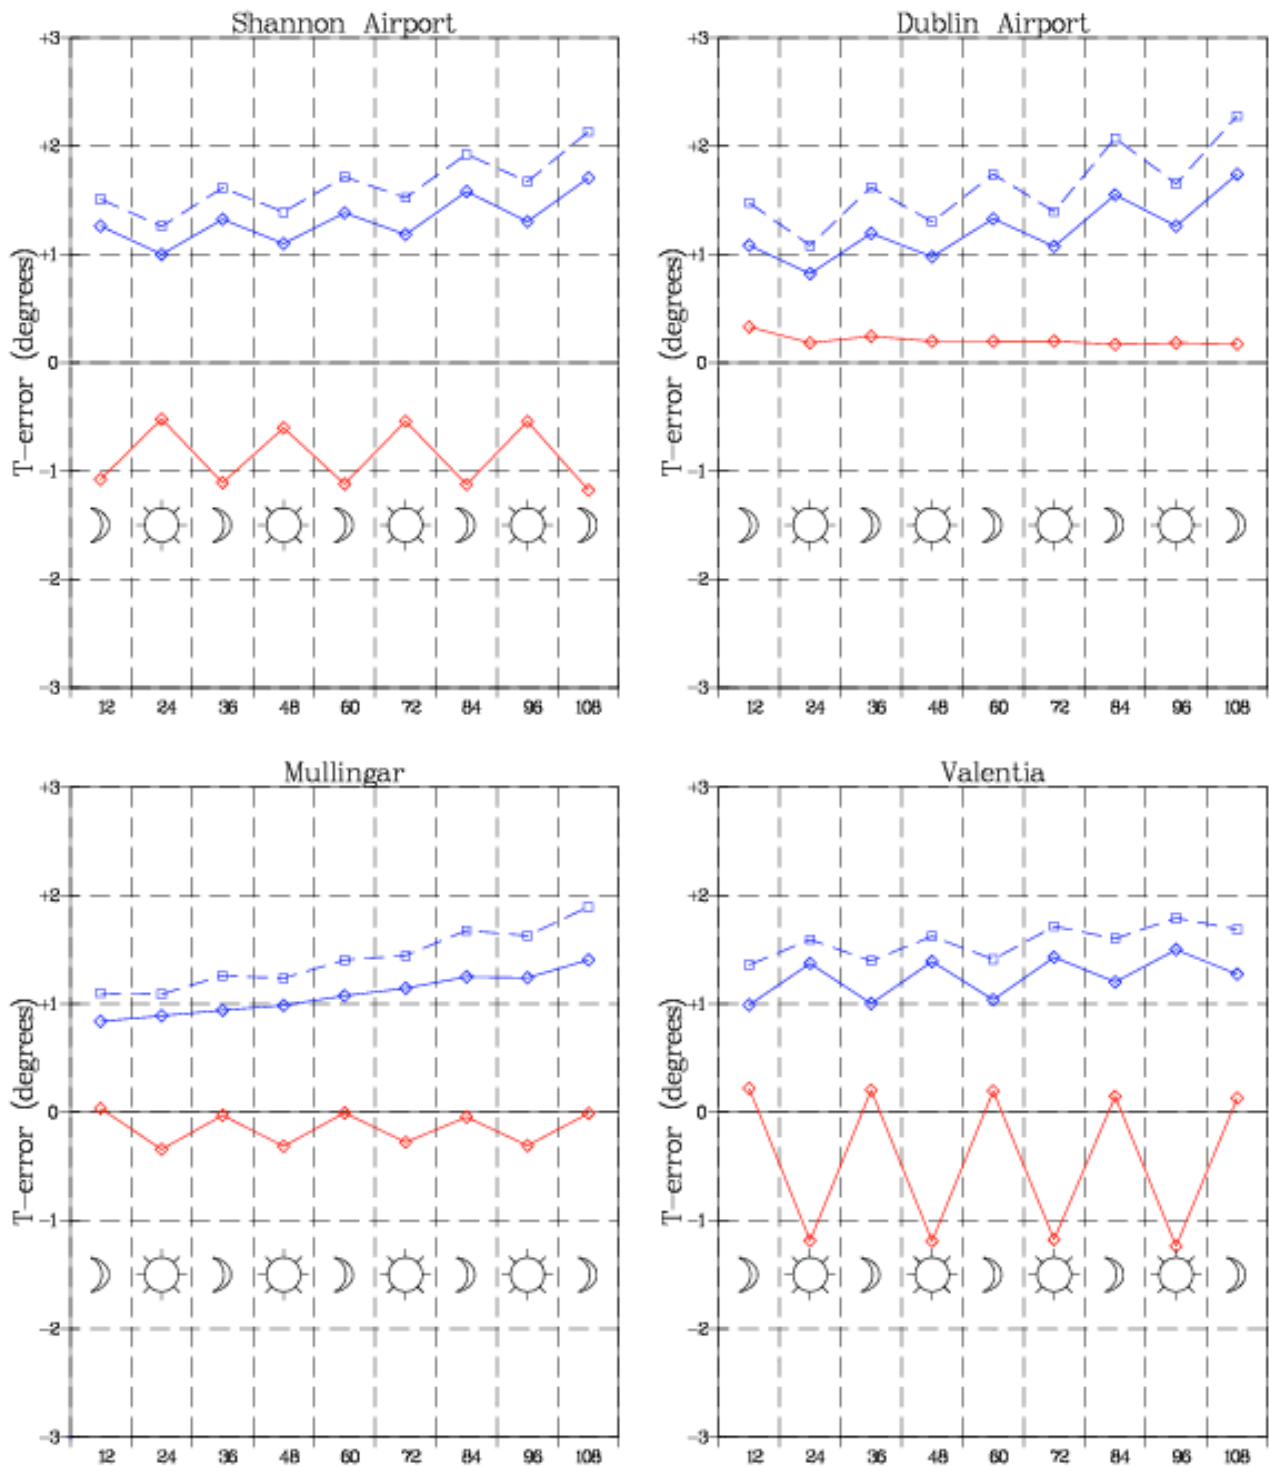 Shannon Airport
+3
+2
+1
0
-1
-2
-3
T-error (degrees)
12 24 36 48 60 72 84 96 108
Dublin Airport
+3
+2
+1
0
-1
-2
-3
T-error (degrees)
12 24 36 48 60 72 84 96 108
Mullingar
+3
+2
+1
0
-1
-2
-3
T-error (degrees)
12 24 36 48 60 72 84 96 108
Valentia
+3
+2
+1
0
-1
-2
-3
T-error (degrees)
12 24 36 48 60 72 84 96 108